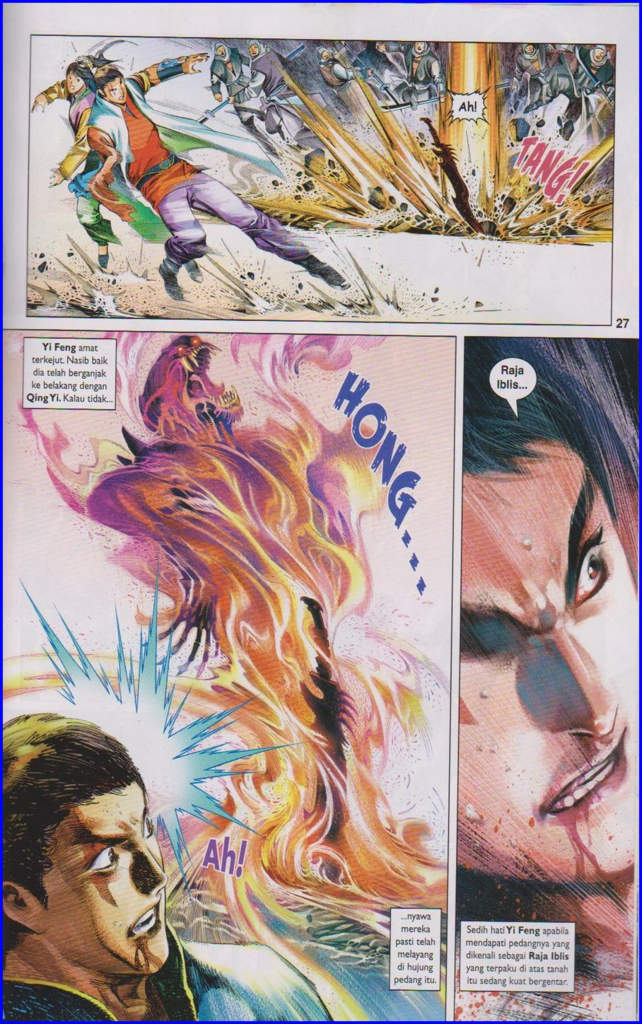 Ah!
TANG!
27
Yi Feng amat
terkejut. Nasib baik
dia telah berganjak
ke belakang dengan
Qing Yi. Kalau tidak...
HONG...
Ah!
...nyawa
mereka
pasti telah
melayang
di hujung
pedang itu.
Raja
Iblis...
Sedih hati Yi Feng apabila
mendapati pedangnya yang
dikenali sebagai Raja Iblis
yang terpaku di atas tanah
itu sedang kuat bergentar.